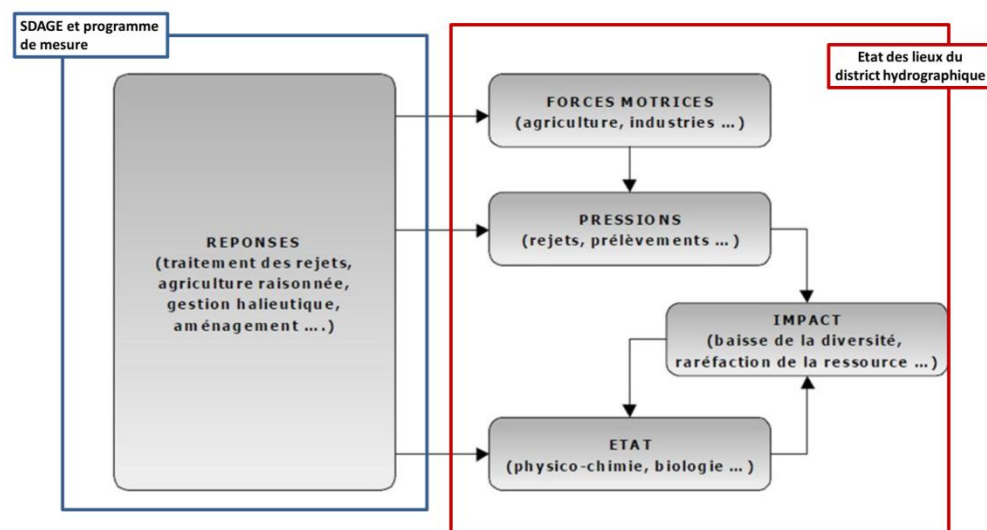 SDAGE et programme
de mesure
Etat des lieux du
district hydrographique
FORCES MOTRICES
(agriculture, industries ...)
PRESSIONS
(rejets, prélèvements ...)
REPONSES
(traitement des rejets,
agriculture raisonnée,
gestion halieutique,
aménagement ....)
IMPACT
(baisse de la diversité,
raréfaction de la ressource ...)
ETAT
(physico-chimie, biologie ...)